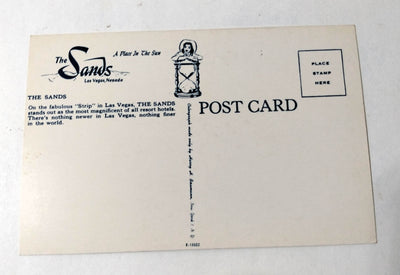 The Sands
A Place In The Sun
Las Vegas, Nevada
THE SANDS
On the fabulous "Strip" in Las Vegas, THE SANDS
stands out as the most magnificent of all resort hotels.
There's nothing newer in Las Vegas, nothing finer
in the world.
POST CARD
PLACE
STAMP
HERE